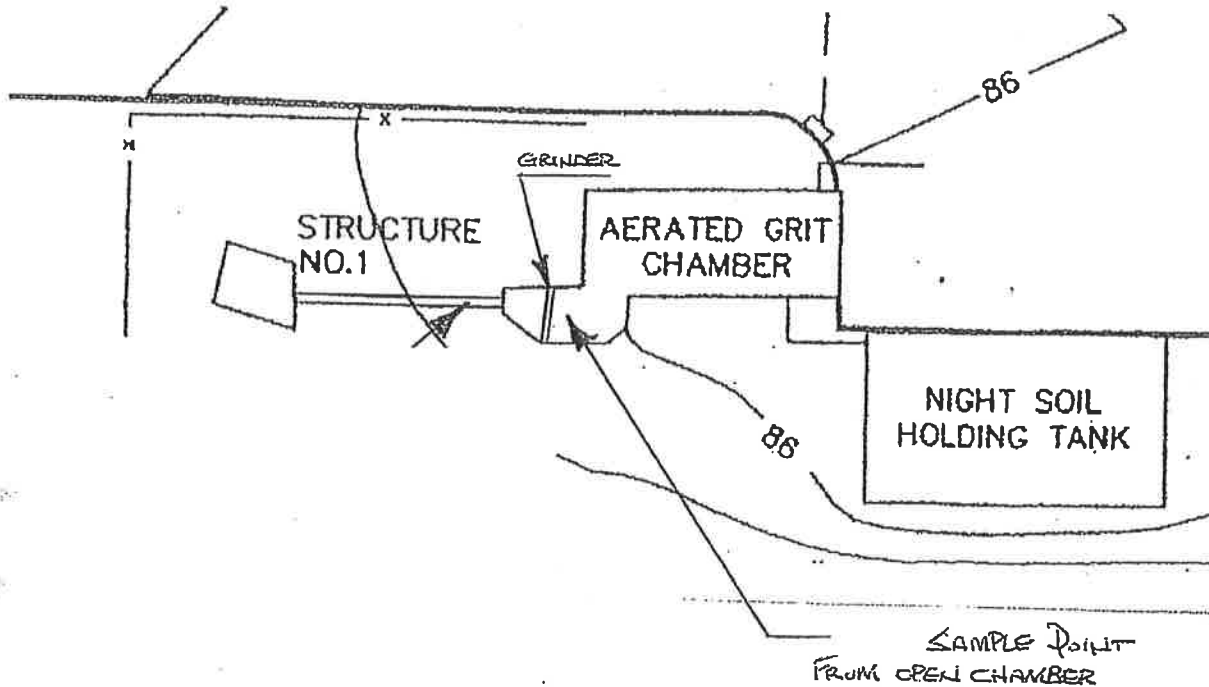 86
GRINDER
STRUCTURE
NO.1
AERATED GRIT
CHAMBER
x
x
86
NIGHT SOIL
HOLDING TANK
SAMPLE POINT
FROM OPEN CHAMBER